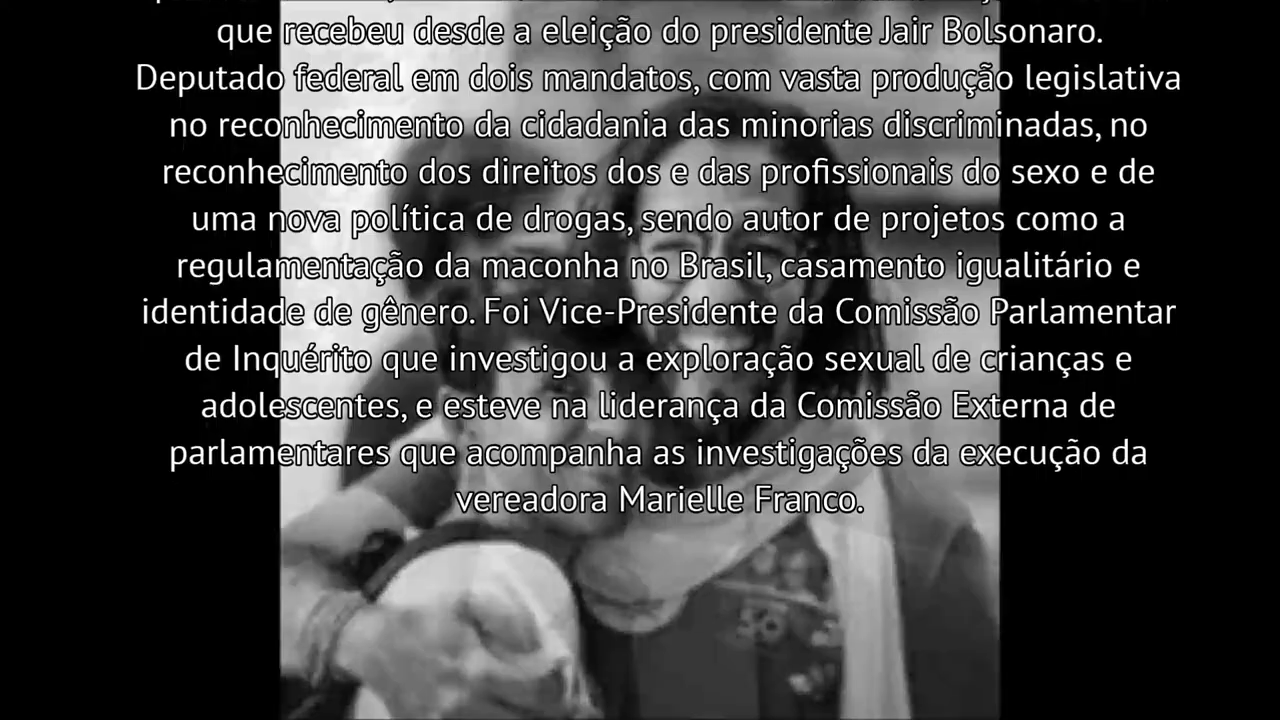 que recebeu desde a eleição do presidente Jair Bolsonaro.
Deputado federal em dois mandatos, com vasta produção legislativa
no reconhecimento da cidadania das minorias discriminadas, no
reconhecimento dos direitos dos e das profissionais do sexo e de
uma nova política de drogas, sendo autor de projetos como a
regulamentação da maconha no Brasil, casamento igualitário e
identidade de gênero. Foi Vice-Presidente da Comissão Parlamentar
de Inquérito que investigou a exploração sexual de crianças e
adolescentes, e esteve na liderança da Comissão Externa de
parlamentares que acompanha as investigações da execução da
vereadora Marielle Franco.